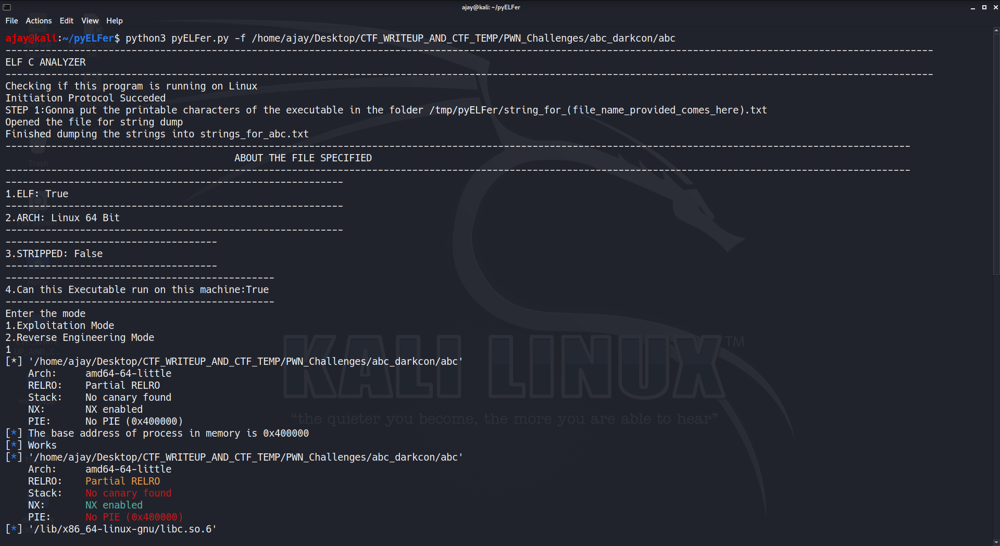 ajay@kali: ~/pyELFer
File Actions Edit View Help
ajay@kali:~/pyELFer$ python3 pyELFer.py -f /home/ajay/Desktop/CTF_WRITEUP_AND_CTF_TEMP/PWN_Challenges/abc_darkcon/abc
------------------------------------------------------------------------------------------------------------------------------------------------------------------
ELF C ANALYZER
------------------------------------------------------------------------------------------------------------------------------------------------------------------
Checking if this program is running on Linux
Initiation Protocol Succeded
STEP 1:Gonna put the printable characters of the executable in the folder /tmp/pyELFer/string_for_(file_name_provided_comes_here).txt
Opened the file for string dump
Finished dumping the strings into strings_for_abc.txt
--------------------------------------------------------------------------------------------------------------------------------------------------------------
ABOUT THE FILE SPECIFIED
--------------------------------------------------------------------------------------------------------------------------------------------------------------
-----------------------------------------------------------
1.ELF: True
-----------------------------------------------------------
2.ARCH: Linux 64 Bit
-----------------------------------------------------------
-------------------------------------
3.STRIPPED: False
-------------------------------------
-----------------------------------------------
4.Can this Executable run on this machine:True
-----------------------------------------------
Enter the mode
1.Exploitation Mode
2.Reverse Engineering Mode
1
[*] '/home/ajay/Desktop/CTF_WRITEUP_AND_CTF_TEMP/PWN_Challenges/abc_darkcon/abc'
Arch: amd64-64-little
RELRO: Partial RELRO
Stack: No canary found
NX: NX enabled
PIE: No PIE (0x400000)
[*] The base address of process in memory is 0x400000
[*] Works
[*] '/home/ajay/Desktop/CTF_WRITEUP_AND_CTF_TEMP/PWN_Challenges/abc_darkcon/abc'
Arch: amd64-64-little
RELRO: Partial RELRO
Stack: No canary found
NX: NX enabled
PIE: No PIE (0x400000)
[*] '/lib/x86_64-linux-gnu/libc.so.6'
KALI LINUX™
“the quieter you become, the more you are able to hear”
Trash
Home